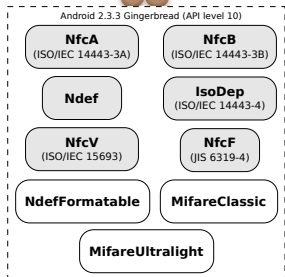 Android 2.3.3 Gingerbread (API level 10)
NfcA
(ISO/IEC 14443-3A)
NfcB
(ISO/IEC 14443-3B)
Ndef
IsoDep
(ISO/IEC 14443-4)
NfcV
(ISO/IEC 15693)
NfcF
(JIS 6319-4)
NdefFormatable
MifareClassic
MifareUltralight